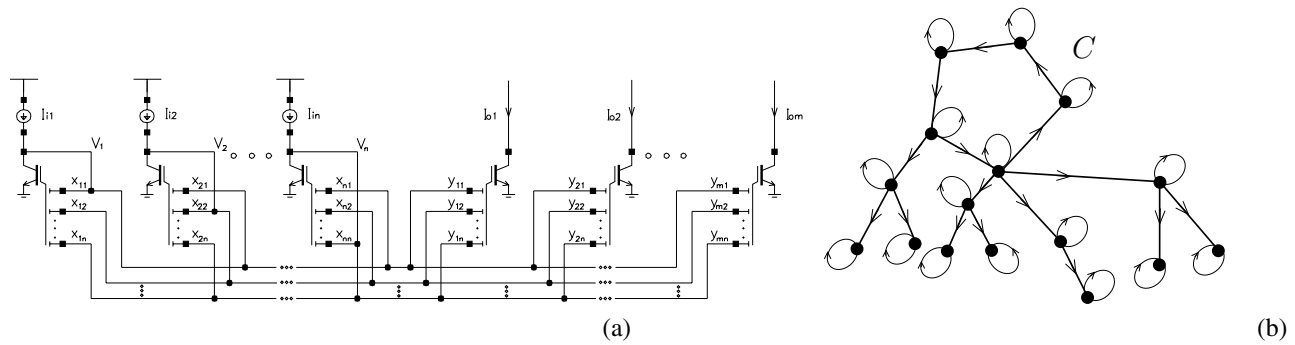 C
Ii1 Ii2 Iin Io1 Io2 Iom
V1 V2 Vn
x11 x21 xn1 y11 y21 ym1
x12 x22 xn2 y12 y22 ym2
x1n x2n xnn y1n y2n ymn
(a) (b)